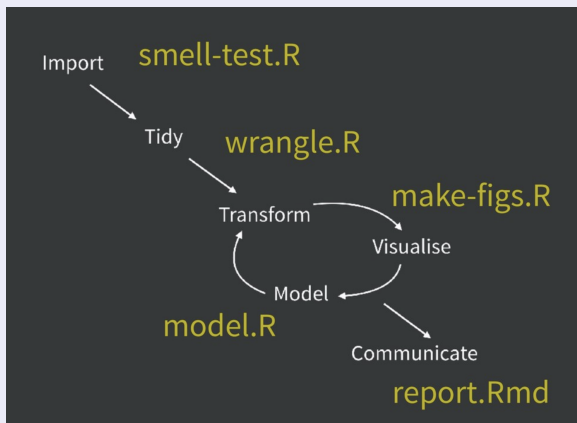 Import
smell-test.R
Tidy
wrangle.R
Transform
make-figs.R
Visualise
Model
model.R
Communicate
report.Rmd